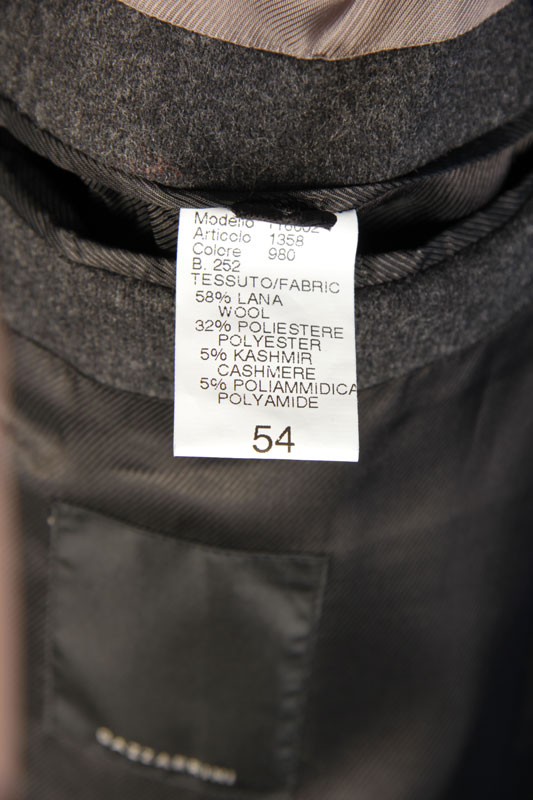 Modello
Articolo 1358
Colore 980
B. 252
TESSUTO/FABRIC
58% LANA
WOOL
32% POLIESTERE
POLYESTER
5% KASHMIR
CASHMERE
5% POLIAMMIDICA
POLYAMIDE
54
GAZZARRINI